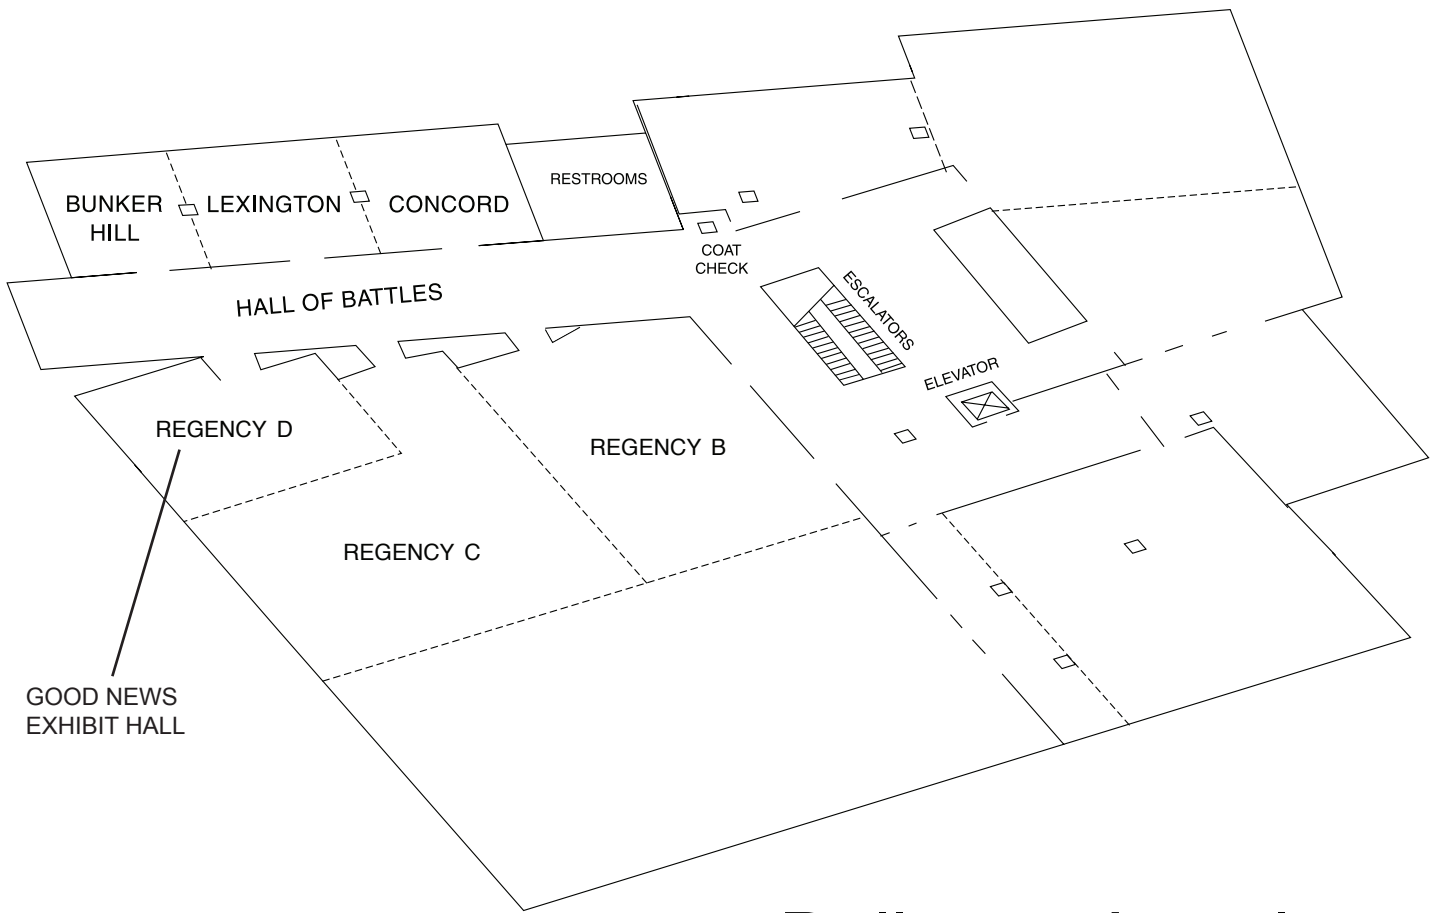 RESTROOMS
BUNKER
HILL
LEXINGTON
CONCORD
COAT
CHECK
HALL OF BATTLES
ESCALATORS
ELEVATOR
REGENCY D
REGENCY B
REGENCY C
GOOD NEWS
EXHIBIT HALL